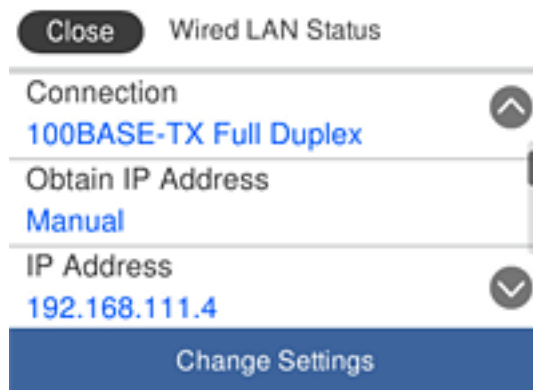 Close Wired LAN Status
Connection
100BASE-TX Full Duplex
Obtain IP Address
Manual
IP Address
192.168.111.4
Change Settings